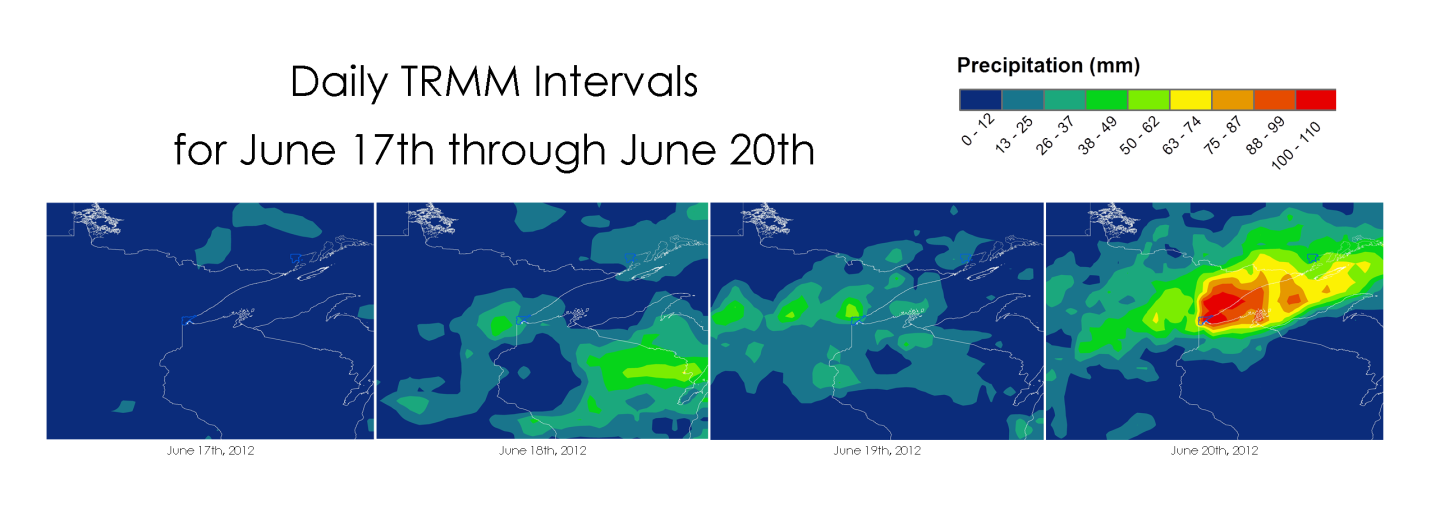 Daily TRMM Intervals
for June 17th through June 20th
Precipitation (mm)
0 - 12
13 - 25
26 - 37
38 - 49
50 - 62
63 - 74
75 - 87
88 - 99
100 - 110
June 17th, 2012
June 18th, 2012
June 19th, 2012
June 20th, 2012